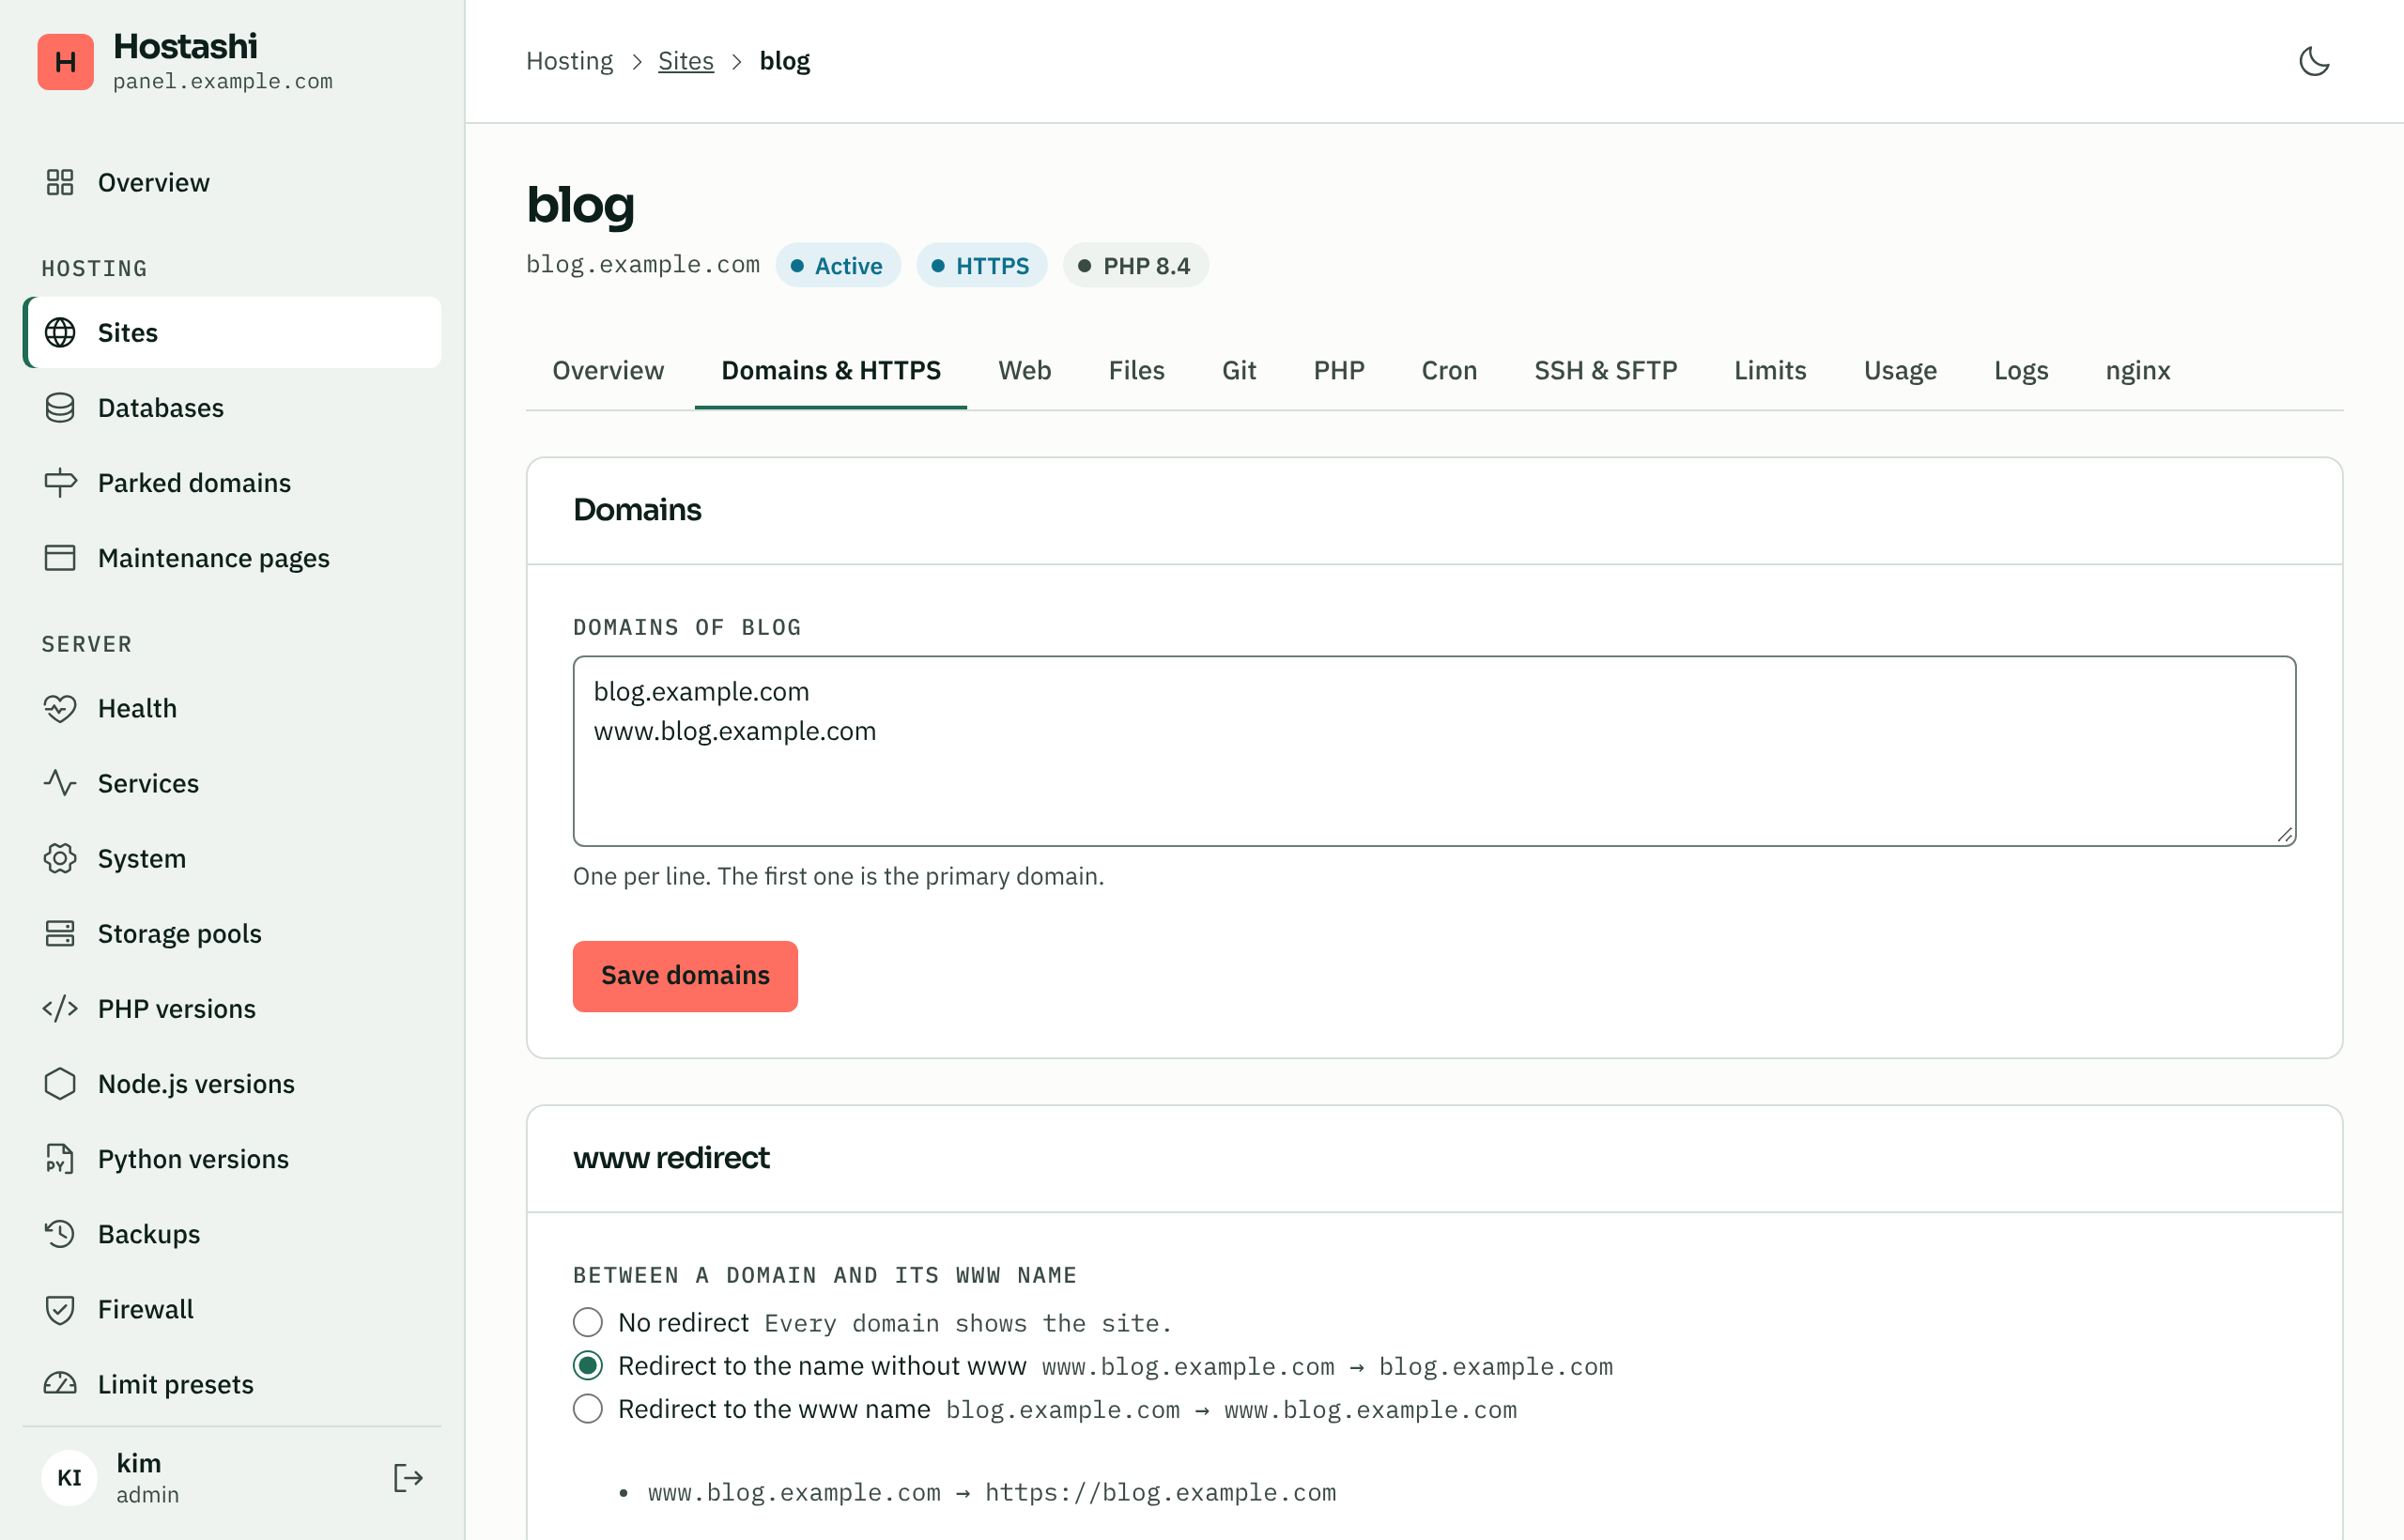 H
Hostashi
panel.example.com
Overview
HOSTING
Sites
Databases
Parked domains
Maintenance pages
SERVER
Health
Services
System
Storage pools
PHP versions
Node.js versions
PY Python versions
Backups
Firewall
Limit presets
KI
kim
admin
Hosting > Sites > blog
blog
blog.example.com Active HTTPS PHP 8.4
Overview Domains & HTTPS Web Files Git PHP Cron SSH & SFTP Limits Usage Logs nginx
Domains
DOMAINS OF BLOG
blog.example.com
www.blog.example.com
One per line. The first one is the primary domain.
Save domains
www redirect
BETWEEN A DOMAIN AND ITS WWW NAME
No redirect Every domain shows the site.
Redirect to the name without www www.blog.example.com → blog.example.com
Redirect to the www name blog.example.com → www.blog.example.com
• www.blog.example.com → https://blog.example.com